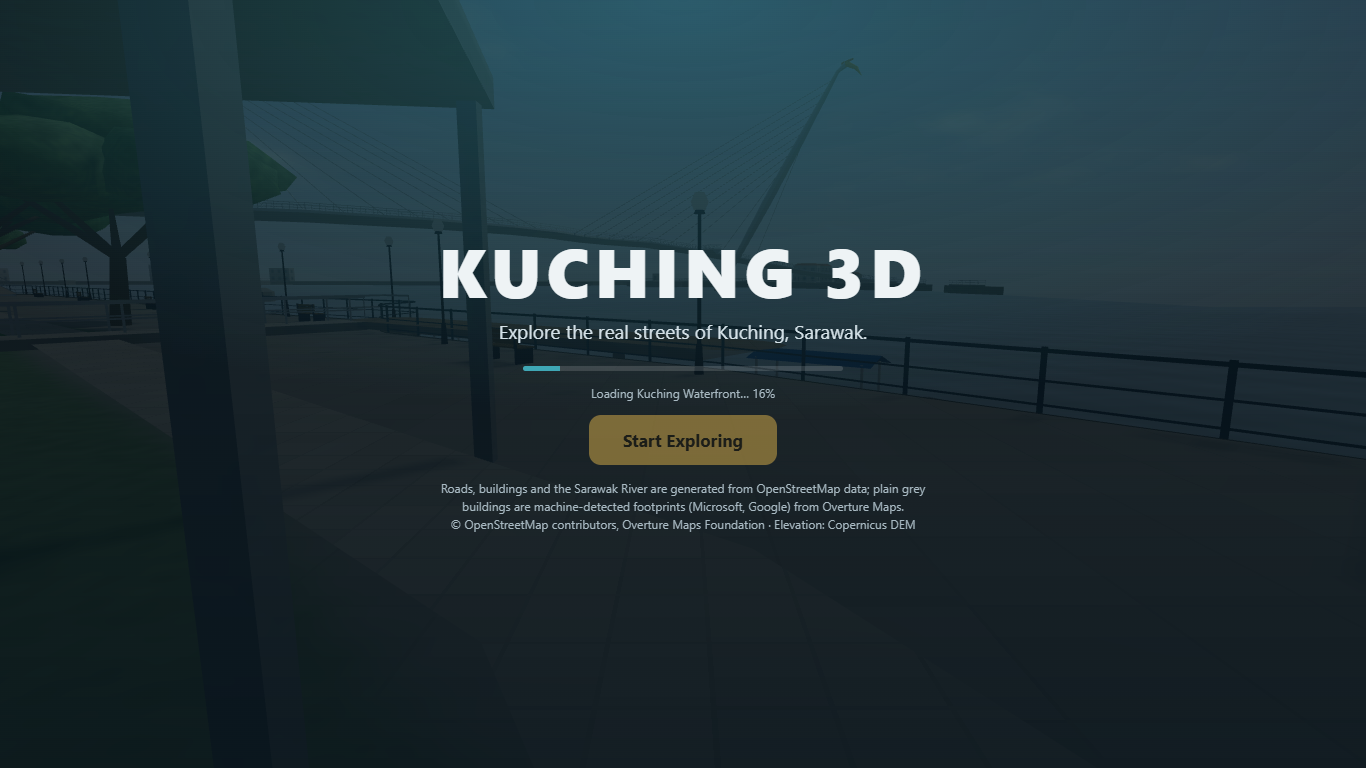 KUCHING 3D
Explore the real streets of Kuching, Sarawak.
Loading Kuching Waterfront... 16%
Start Exploring
Roads, buildings and the Sarawak River are generated from OpenStreetMap data; plain grey
buildings are machine-detected footprints (Microsoft, Google) from Overture Maps.
© OpenStreetMap contributors, Overture Maps Foundation · Elevation: Copernicus DEM